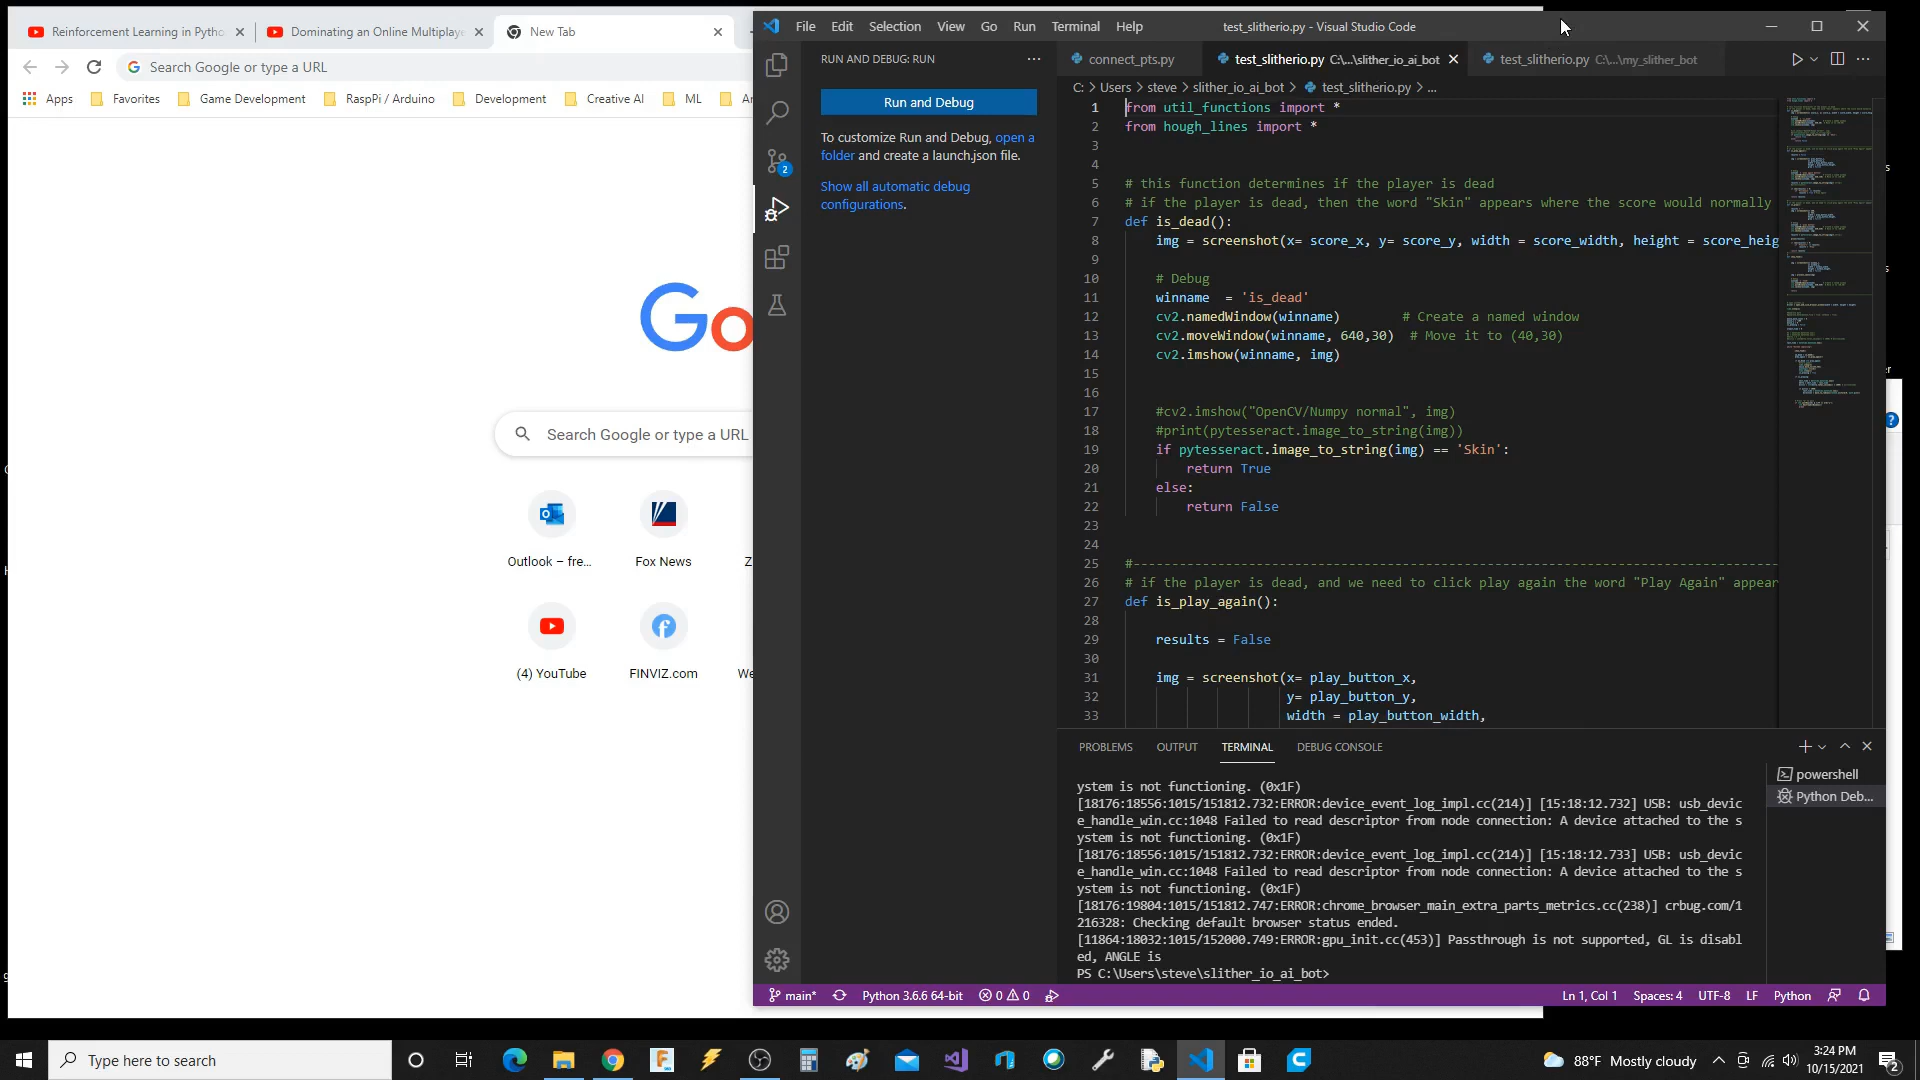 Reinforcement Learning in Pytho
Dominating an Online Multiplaye
New Tab
Search Google or type a URL
Apps
Favorites
Game Development
RaspPi / Arduino
Development
Creative AI
ML
Go
Search Google or type a URL
Outlook – fre...
Fox News
(4) YouTube
FINVIZ.com
We
File Edit Selection View Go Run Terminal Help
test_slitherio.py - Visual Studio Code
RUN AND DEBUG: RUN
Run and Debug
To customize Run and Debug, open a
folder and create a launch.json file.
Show all automatic debug
configurations.
2
connect_pts.py
test_slitherio.py C:\...\slither_io_ai_bot
test_slitherio.py C:\...\my_slither_bot
C: > Users > steve > slither_io_ai_bot > test_slitherio.py > ...
1 from util_functions import *
2 from hough_lines import *
3
4
5 # this function determines if the player is dead
6 # if the player is dead, then the word "Skin" appears where the score would normally
7 def is_dead():
8 img = screenshot(x= score_x, y= score_y, width = score_width, height = score_heig
9
10 # Debug
11 winname  = 'is_dead'
12 cv2.namedWindow(winname)        # Create a named window
13 cv2.moveWindow(winname, 640,30)  # Move it to (40,30)
14 cv2.imshow(winname, img)
15
16
17 #cv2.imshow("OpenCV/Numpy normal", img)
18 #print(pytesseract.image_to_string(img))
19 if pytesseract.image_to_string(img) == 'Skin':
20 return True
21 else:
22 return False
23
24
25 #------------------------------------------------------------------------------------
26 # if the player is dead, and we need to click play again the word "Play Again" appear
27 def is_play_again():
28
29 results = False
30
31 img = screenshot(x= play_button_x,
32 y= play_button_y,
33 width = play_button_width,
PROBLEMS OUTPUT TERMINAL DEBUG CONSOLE
powershell
Python Deb...
ystem is not functioning. (0x1F)
[18176:18556:1015/151812.732:ERROR:device_event_log_impl.cc(214)] [15:18:12.732] USB: usb_devic
e_handle_win.cc:1048 Failed to read descriptor from node connection: A device attached to the s
ystem is not functioning. (0x1F)
[18176:18556:1015/151812.732:ERROR:device_event_log_impl.cc(214)] [15:18:12.733] USB: usb_devic
e_handle_win.cc:1048 Failed to read descriptor from node connection: A device attached to the s
ystem is not functioning. (0x1F)
[18176:19804:1015/151812.747:ERROR:chrome_browser_main_extra_parts_metrics.cc(238)] crbug.com/1
216328: Checking default browser status ended.
[11864:18032:1015/152000.749:ERROR:gpu_init.cc(453)] Passthrough is not supported, GL is disabl
ed, ANGLE is
PS C:\Users\steve\slither_io_ai_bot>
main* Python 3.6.6 64-bit 0 0
Ln 1, Col 1 Spaces: 4 UTF-8 LF Python
Type here to search
88°F Mostly cloudy
3:24 PM
10/15/2021
2